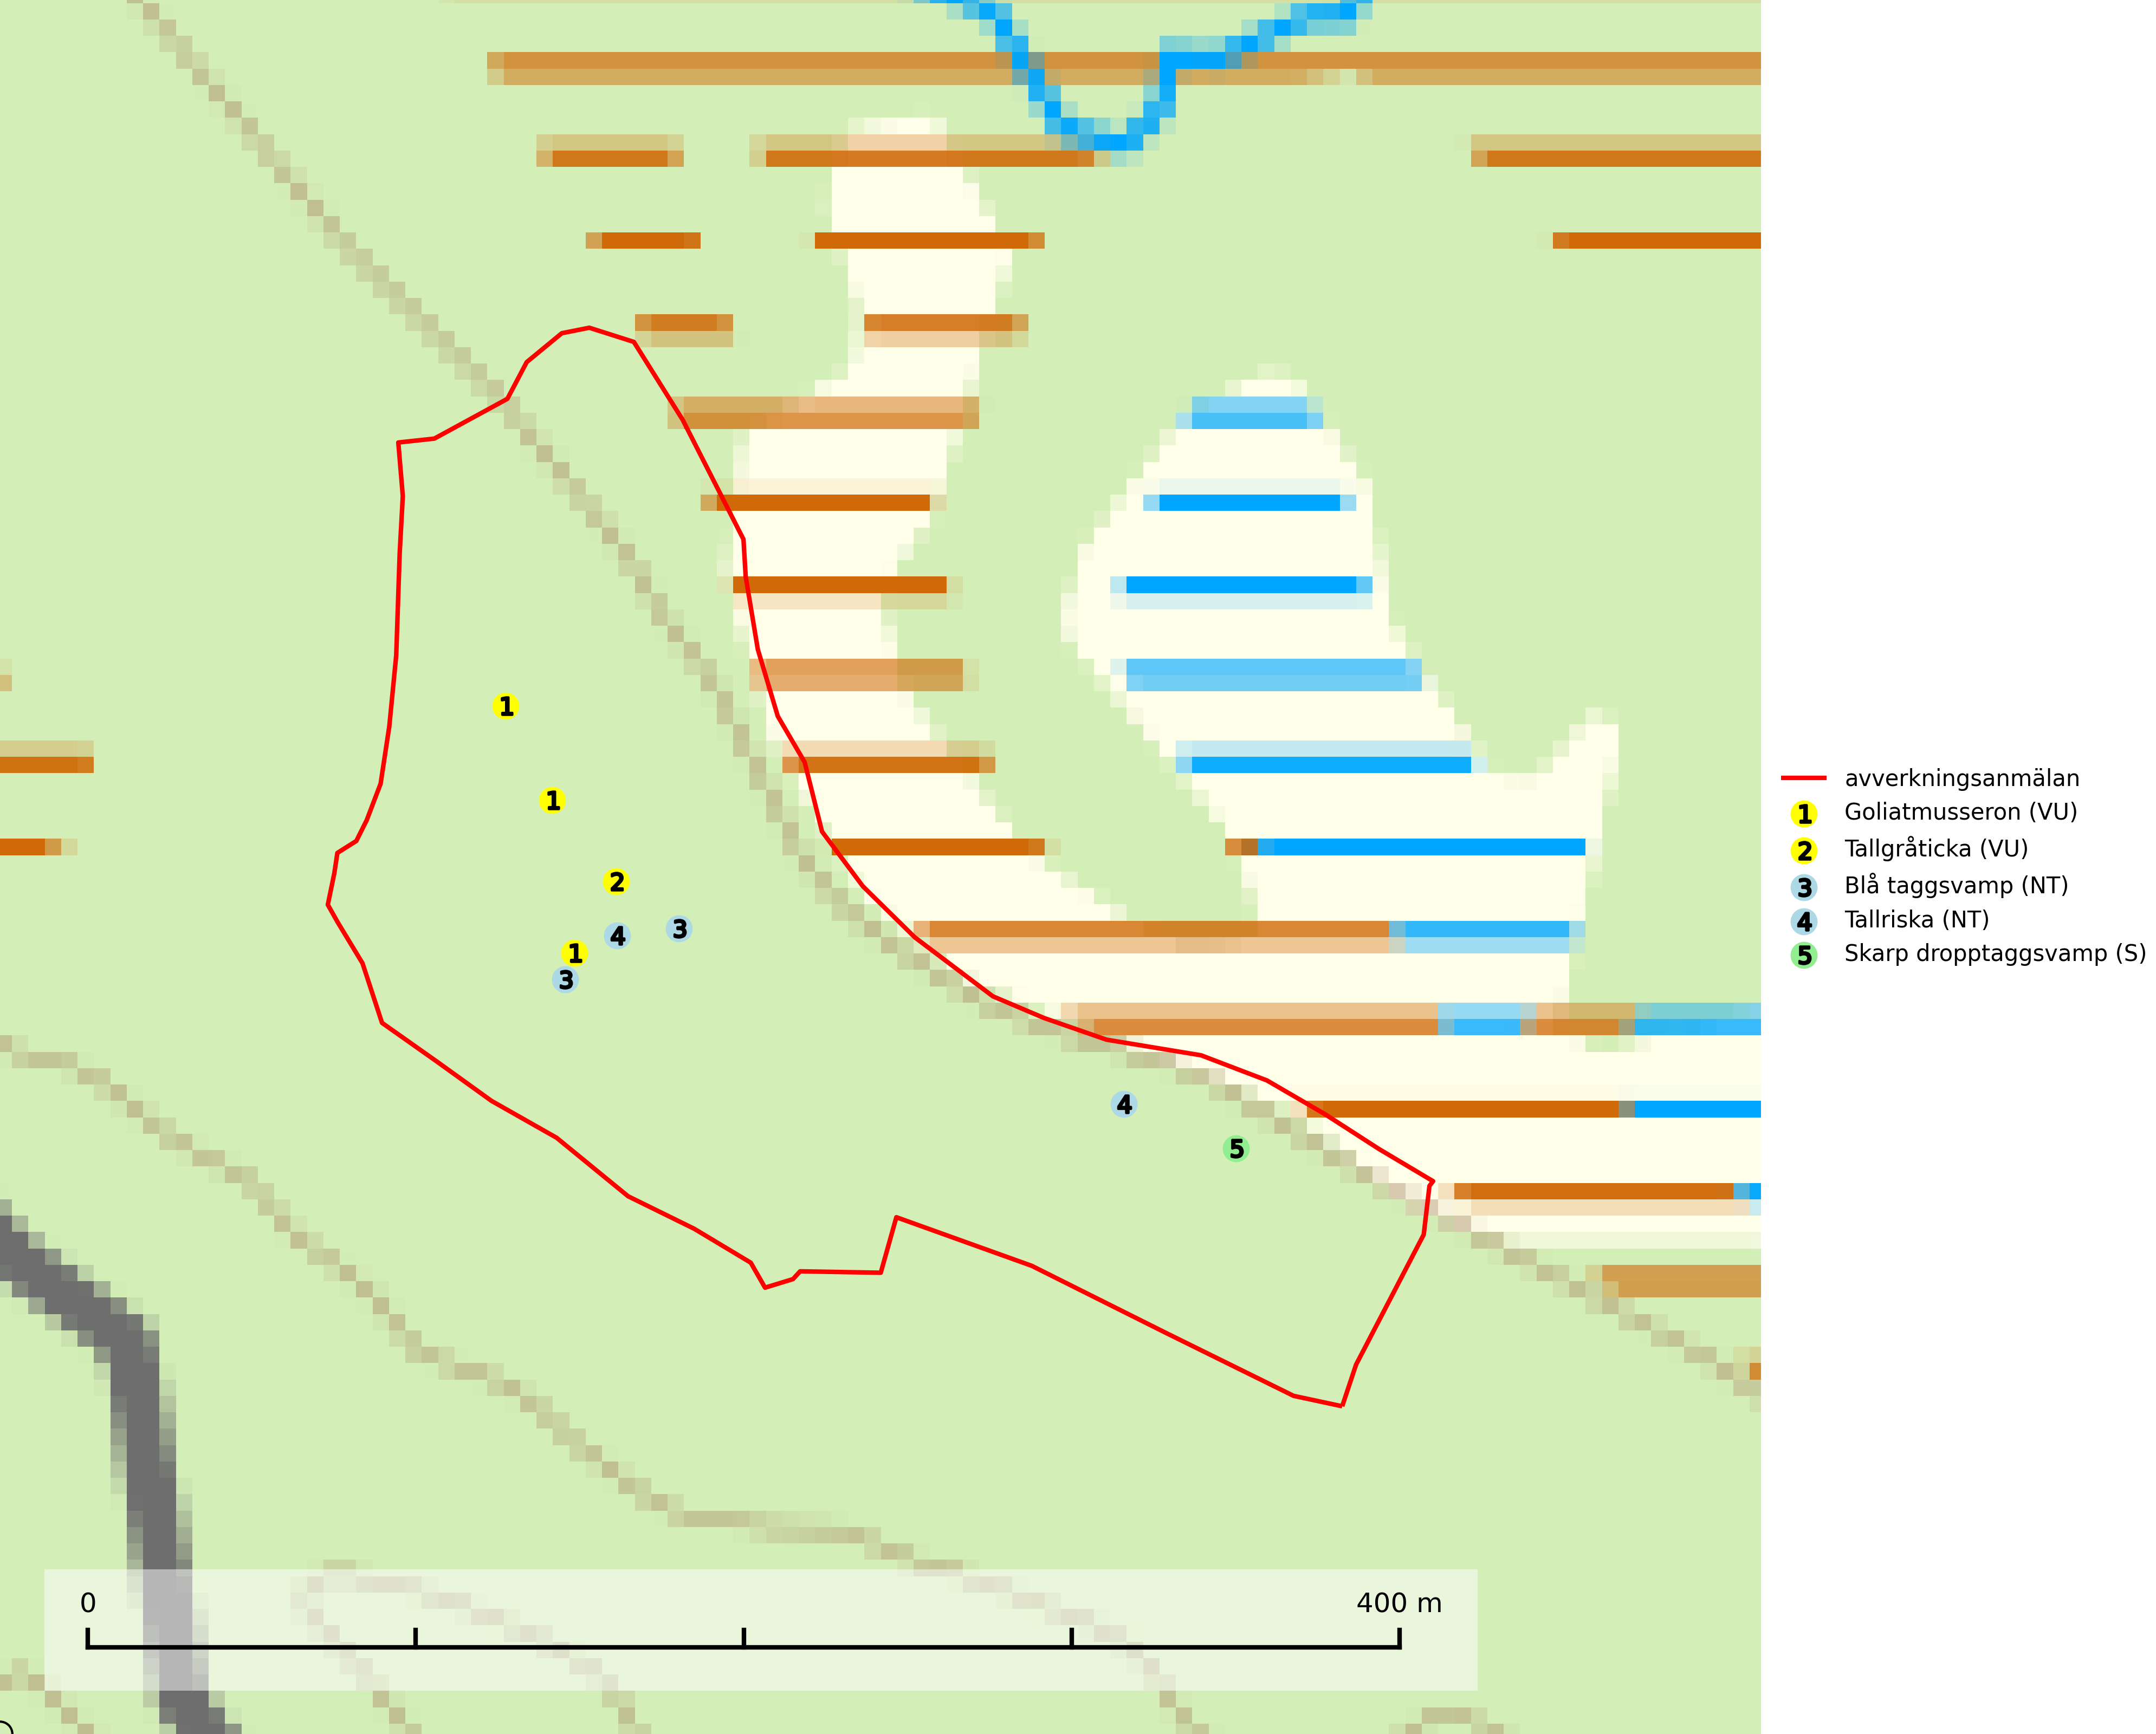 1
1
2
3
4
1
3
4
5
avverkningsanmälan
1 Goliatmusseron (VU)
2 Tallgråticka (VU)
3 Blå taggsvamp (NT)
4 Tallriska (NT)
5 Skarp dropptaggsvamp (S)
0 400 m